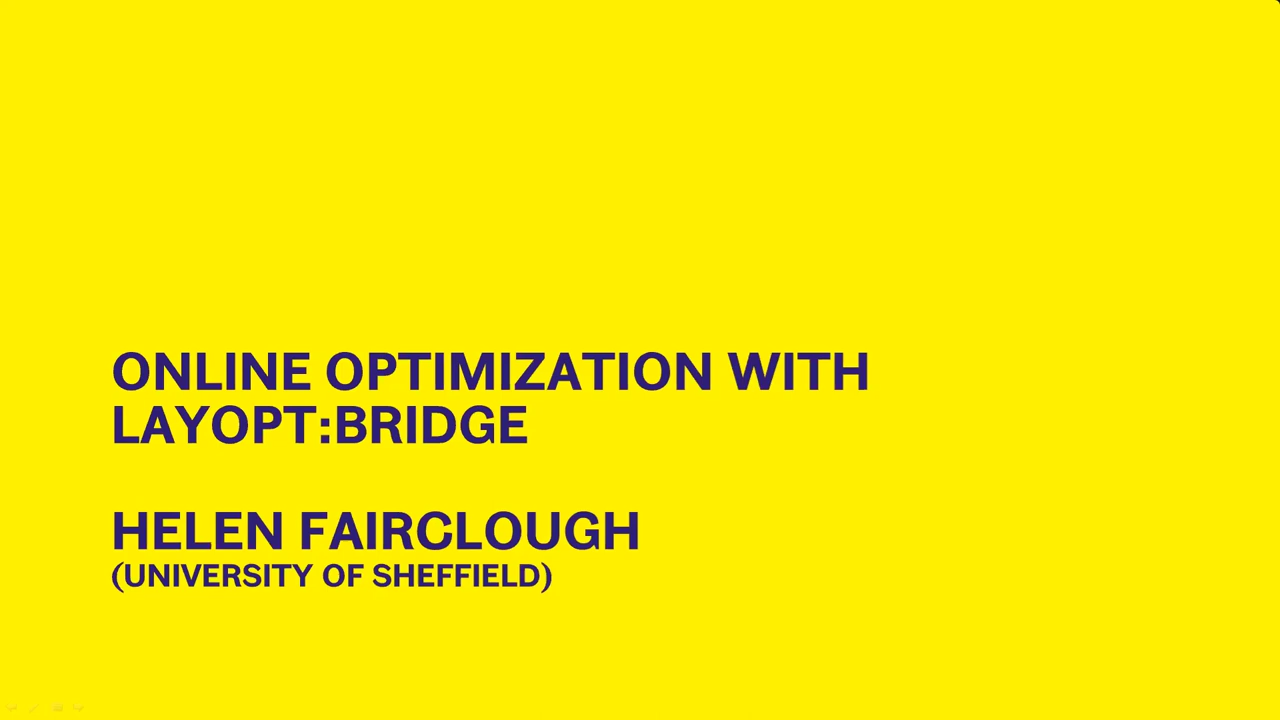 ONLINE OPTIMIZATION WITH
LAYOPT:BRIDGE
HELEN FAIRCLOUGH
(UNIVERSITY OF SHEFFIELD)